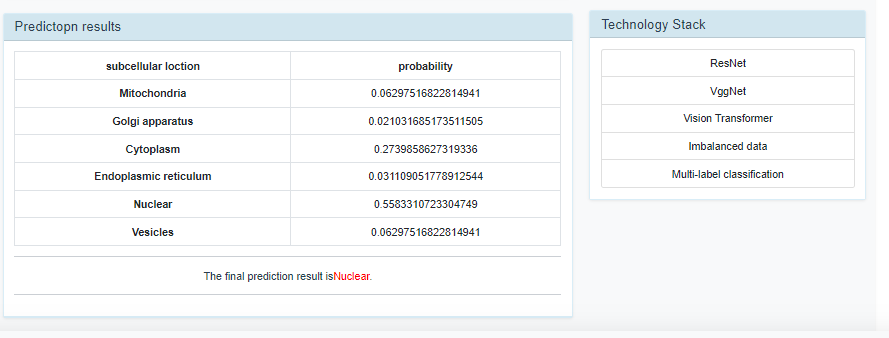 Predictopn results
subcellular loction probability
Mitochondria 0.06297516822814941
Golgi apparatus 0.021031685173511505
Cytoplasm 0.2739858627319336
Endoplasmic reticulum 0.031109051778912544
Nuclear 0.5583310723304749
Vesicles 0.06297516822814941
The final prediction result isNuclear.
Technology Stack
ResNet
VggNet
Vision Transformer
Imbalanced data
Multi-label classification